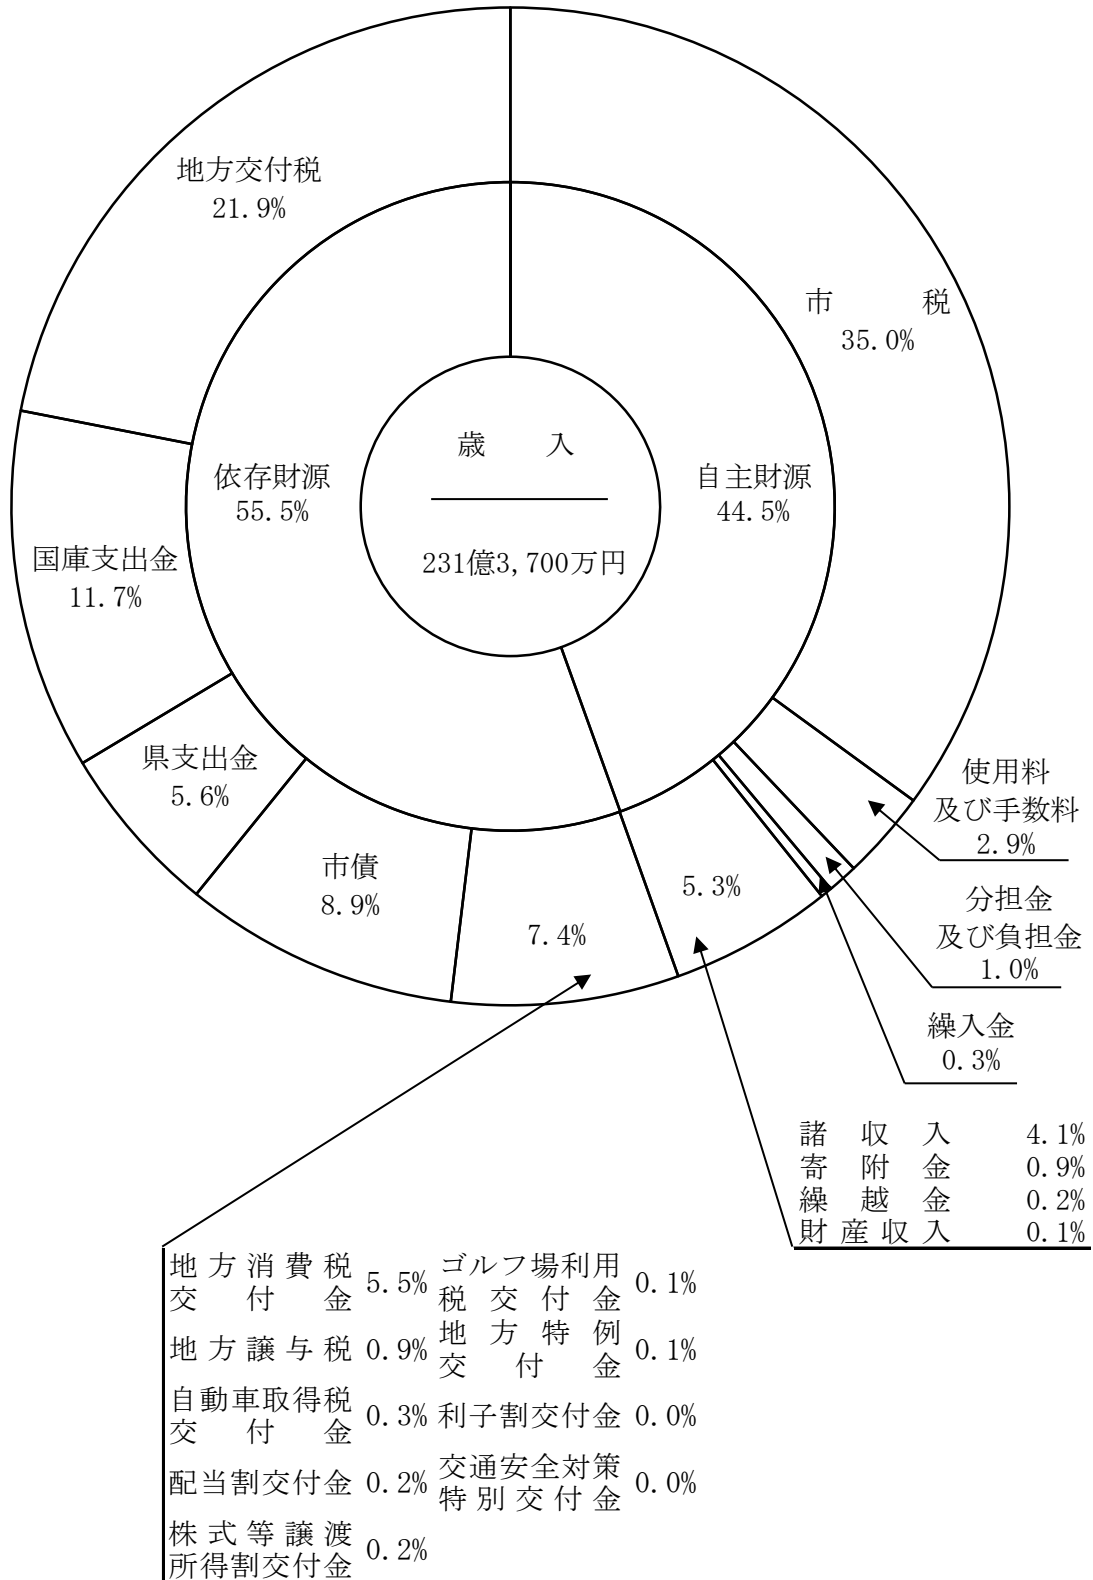 地方交付税
21.9%
市　　　税
35.0%
歳　　入
231億3,700万円
依存財源
55.5%
自主財源
44.5%
国庫支出金
11.7%
県支出金
5.6%
市債
8.9%
7.4%
5.3%
使用料
及び手数料
2.9%
分担金
及び負担金
1.0%
繰入金
0.3%
諸収入 4.1%
寄附金 0.9%
繰越金 0.2%
財産収入 0.1%
地方消費税
交付金 5.5%
ゴルフ場利用
税交付金 0.1%
地方譲与税 0.9%
地方特例
交付金 0.1%
自動車取得税
交付金 0.3%
利子割交付金 0.0%
配当割交付金 0.2%
交通安全対策
特別交付金 0.0%
株式等譲渡
所得割交付金 0.2%